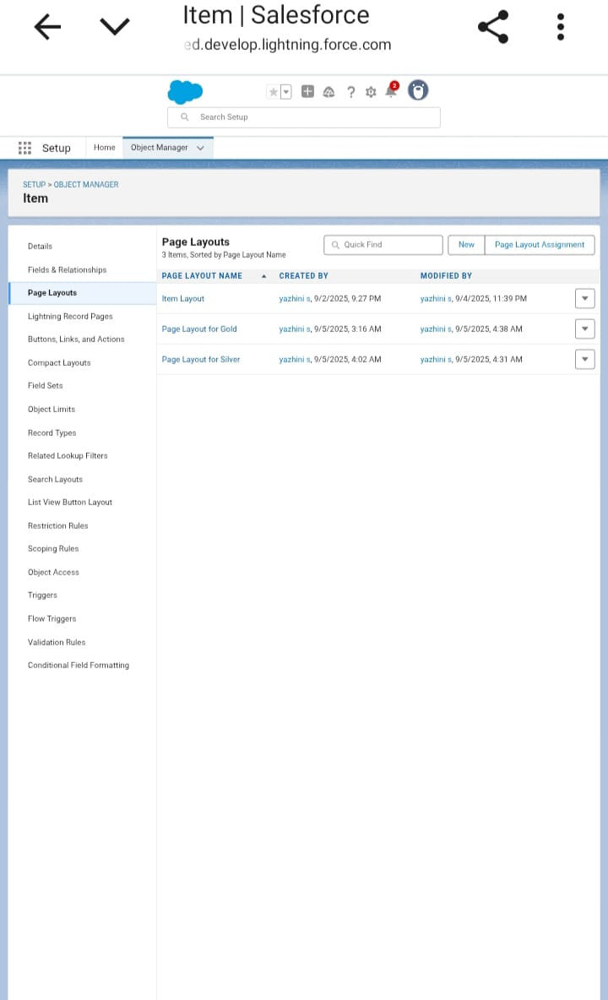 Item | Salesforce
ed.develop.lightning.force.com
2
Search Setup
Setup
Home
Object Manager
SETUP > OBJECT MANAGER
Item
Details
Fields & Relationships
Page Layouts
Lightning Record Pages
Buttons, Links, and Actions
Compact Layouts
Field Sets
Object Limits
Record Types
Related Lookup Filters
Search Layouts
List View Button Layout
Restriction Rules
Scoping Rules
Object Access
Triggers
Flow Triggers
Validation Rules
Conditional Field Formatting
Page Layouts
3 Items, Sorted by Page Layout Name
Quick Find
New
Page Layout Assignment
PAGE LAYOUT NAME CREATED BY MODIFIED BY
Item Layout yazhini s, 9/2/2025, 9:27 PM yazhini s, 9/4/2025, 11:39 PM
Page Layout for Gold yazhini s, 9/5/2025, 3:16 AM yazhini s, 9/5/2025, 4:38 AM
Page Layout for Silver yazhini s, 9/5/2025, 4:02 AM yazhini s, 9/5/2025, 4:31 AM